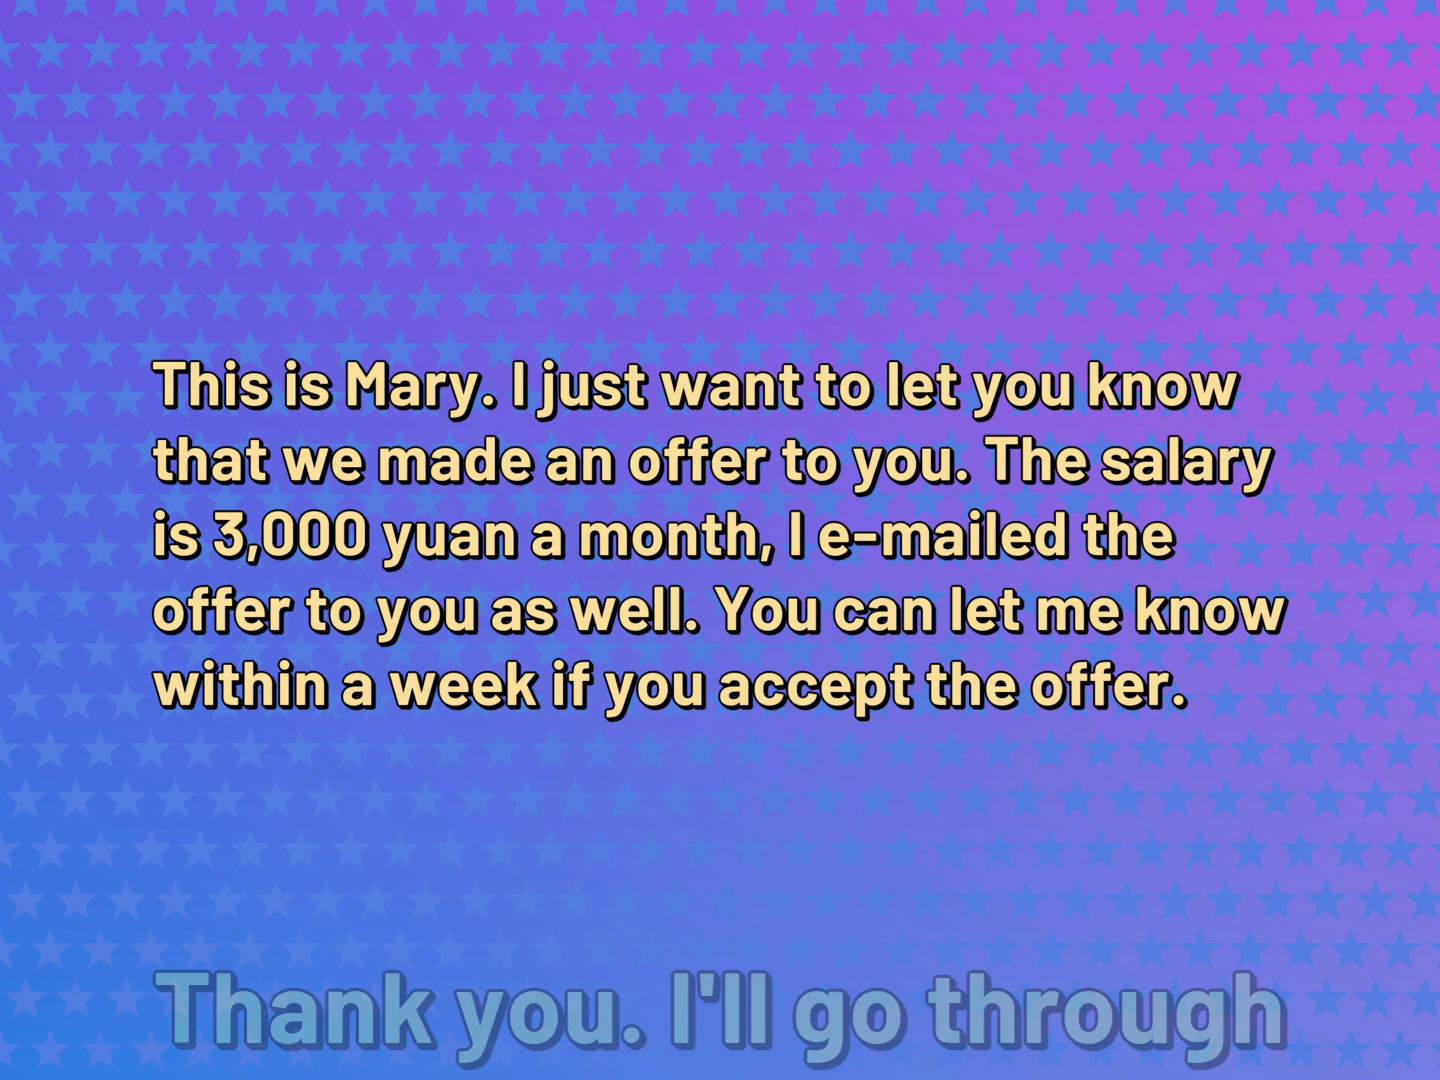 This is Mary. I just want to let you know
that we made an offer to you. The salary
is 3,000 yuan a month, I e-mailed the
offer to you as well. You can let me know
within a week if you accept the offer.
Thank you. I'll go through